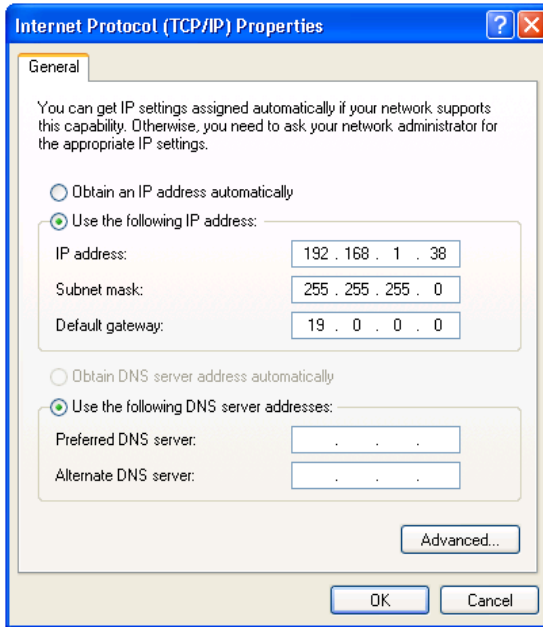 Internet Protocol (TCP/IP) Properties
General
You can get IP settings assigned automatically if your network supports
this capability. Otherwise, you need to ask your network administrator for
the appropriate IP settings.
Obtain an IP address automatically
Use the following IP address:
IP address: 192 . 168 . 1 . 38
Subnet mask: 255 . 255 . 255 . 0
Default gateway: 19 . 0 . 0 . 0
Obtain DNS server address automatically
Use the following DNS server addresses:
Preferred DNS server: . . .
Alternate DNS server: . . .
Advanced...
OK Cancel